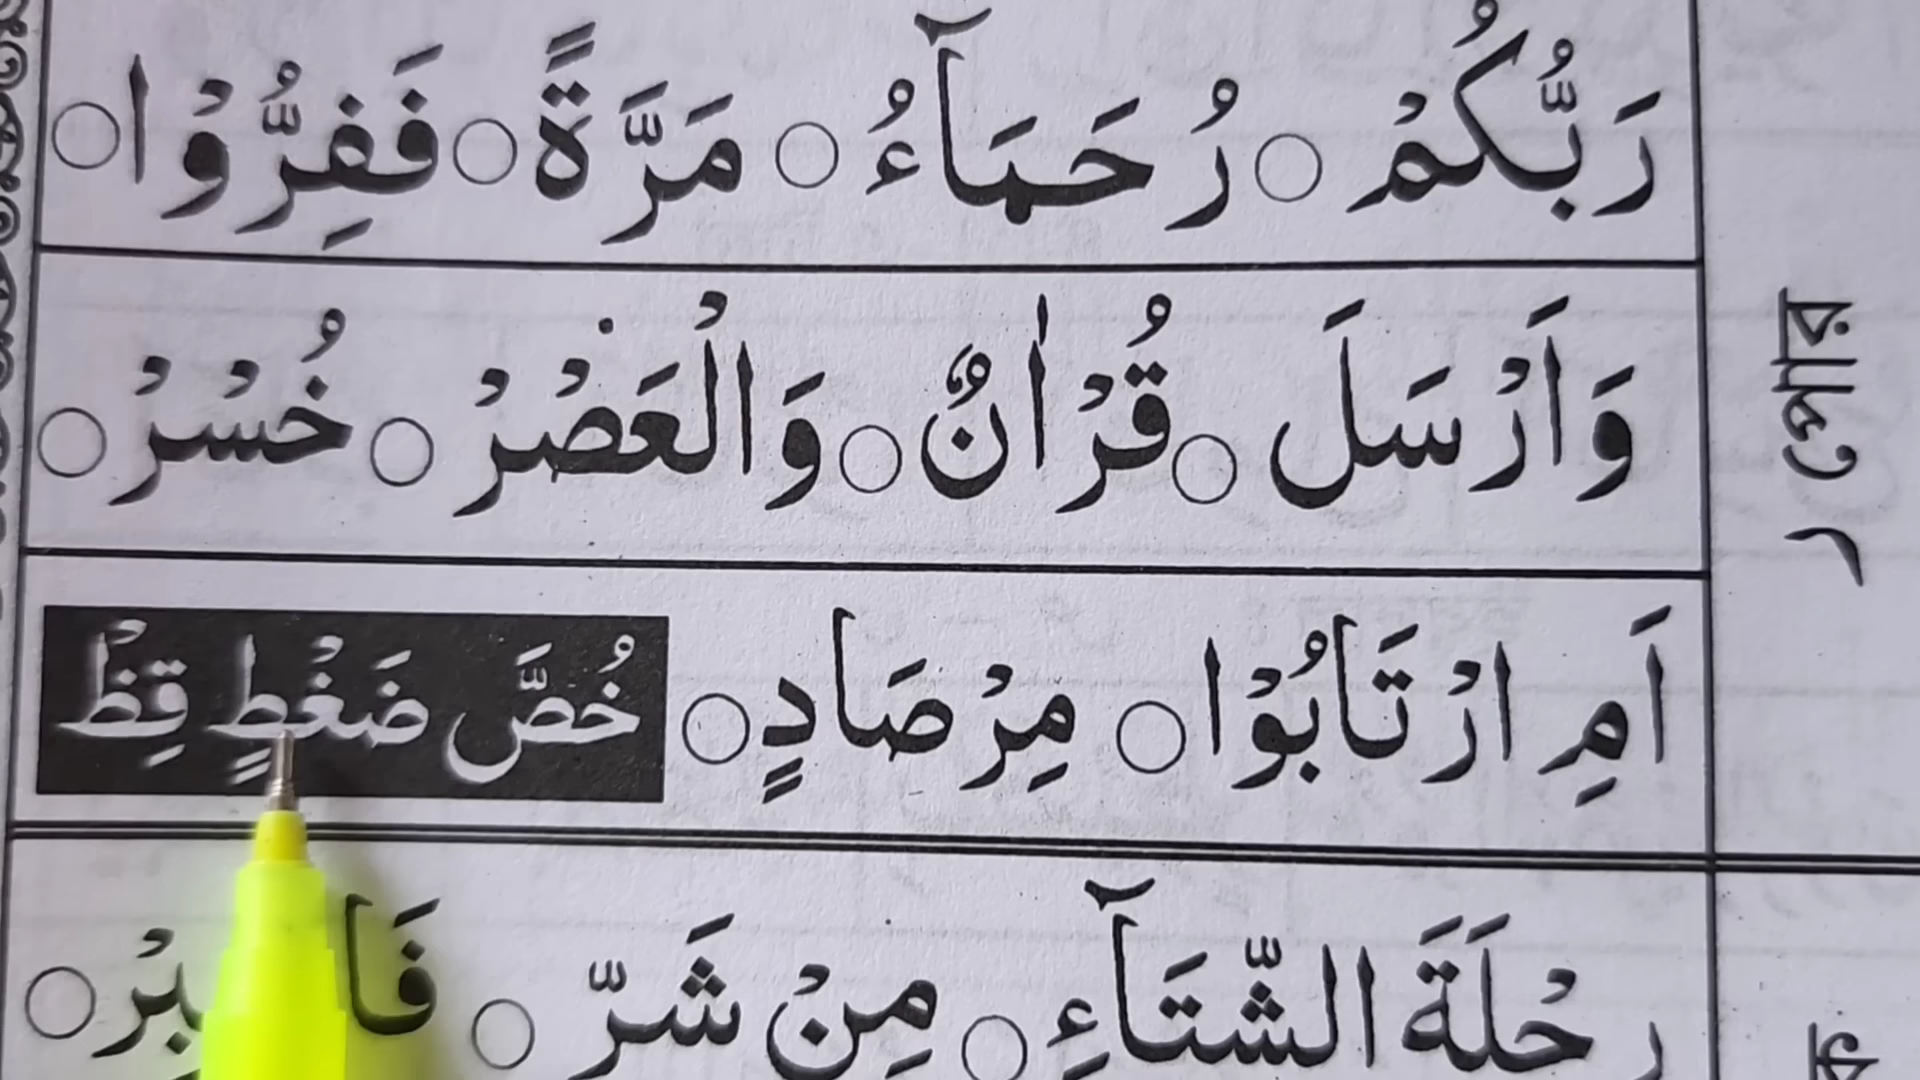 رَبُّكُمْ ○ رُحَمَآءُ ○ مَرَّةً ○ فَفِرُّوْا ○
وَاَرْسَلَ ○ قُرْاٰنٌ ○ وَالْعَصْرْ ○ خُسْرْ ○
اَمِ ارْتَابُوْا ○ مِرْصَادٍ ○ خُصَّ ضَغْطٍ قِظْ
رِحْلَةَ الشِّتَآءِ ○ مِنْ شَرِّ ○